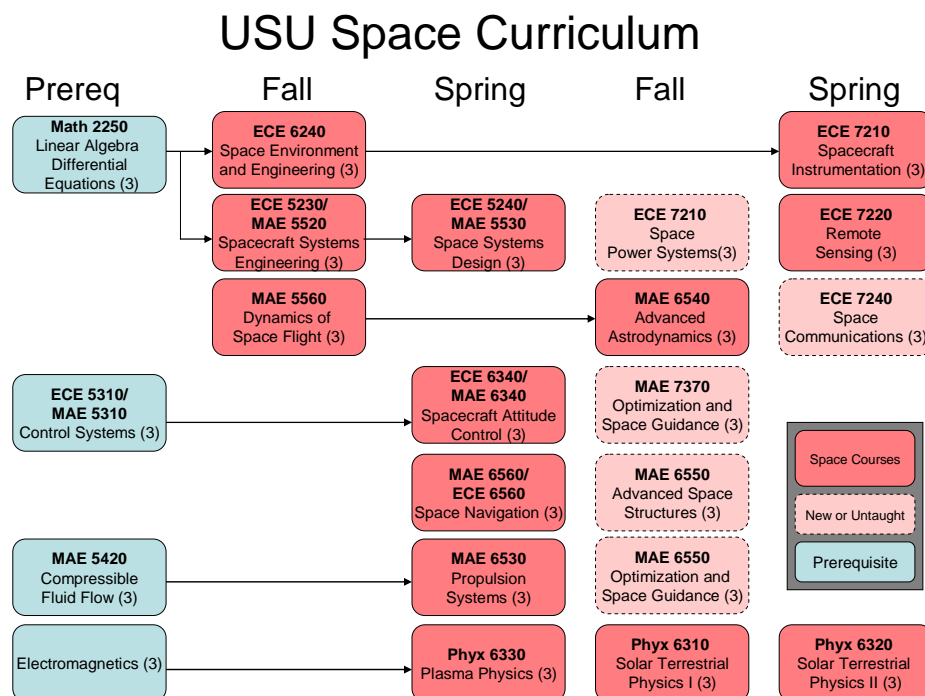 USU Space Curriculum
Prereq
Fall
Spring
Fall
Spring
Math 2250
Linear Algebra
Differential
Equations (3)
ECE 6240
Space Environment
and Engineering (3)
ECE 7210
Spacecraft
Instrumentation (3)
ECE 5230/
MAE 5520
Spacecraft Systems
Engineering (3)
ECE 5240/
MAE 5530
Space Systems
Design (3)
ECE 7210
Space
Power Systems(3)
ECE 7220
Remote
Sensing (3)
MAE 5560
Dynamics of
Space Flight (3)
MAE 6540
Advanced
Astrodynamics (3)
ECE 7240
Space
Communications (3)
ECE 5310/
MAE 5310
Control Systems (3)
ECE 6340/
MAE 6340
Spacecraft Attitude
Control (3)
MAE 7370
Optimization and
Space Guidance (3)
Space Courses
New or Untaught
Prerequisite
MAE 6560/
ECE 6560
Space Navigation (3)
MAE 6550
Advanced Space
Structures (3)
MAE 5420
Compressible
Fluid Flow (3)
MAE 6530
Propulsion
Systems (3)
MAE 6550
Optimization and
Space Guidance (3)
Electromagnetics (3)
Phyx 6330
Plasma Physics (3)
Phyx 6310
Solar Terrestrial
Physics I (3)
Phyx 6320
Solar Terrestrial
Physics II (3)